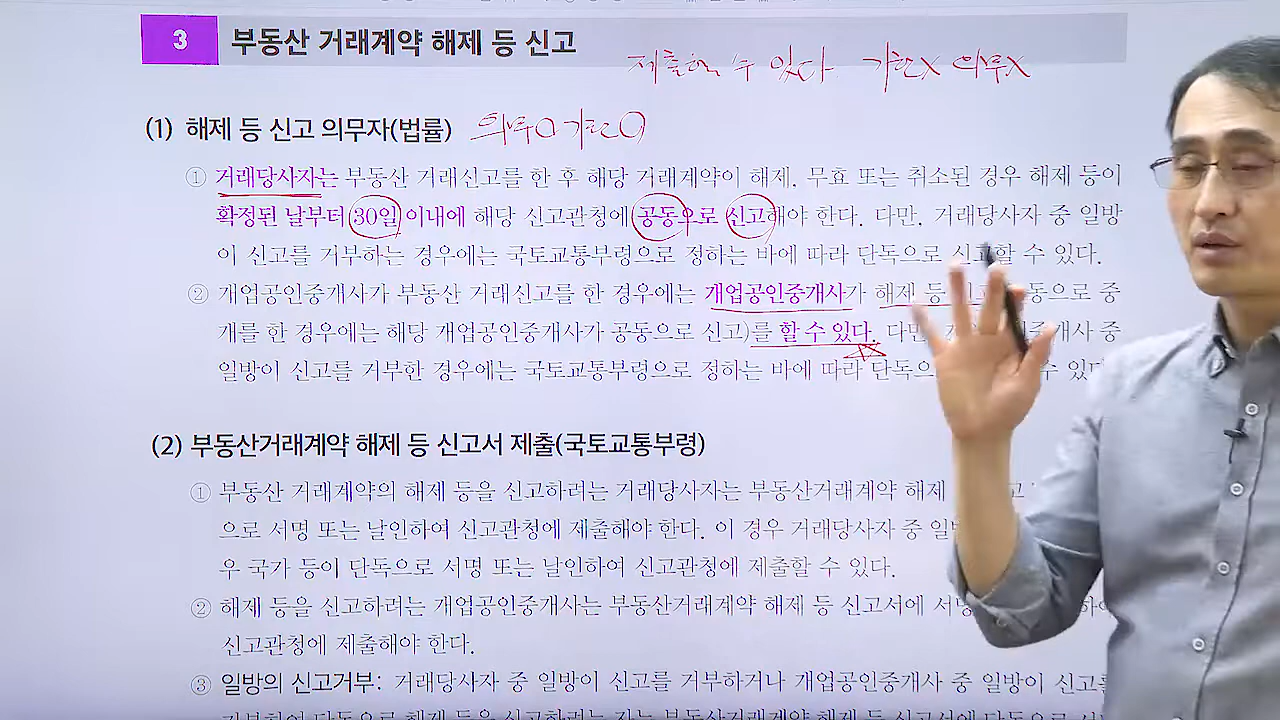 3 부동산 거래계약 해제 등 신고
제출할 수 있다 기한X 의무X
(1) 해제 등 신고 의무자(법률) 의무O 기한O
① 거래당사자는 부동산 거래신고를 한 후 해당 거래계약이 해제. 무효 또는 취소된 경우 해제 등이
확정된 날부터 30일 이내에 해당 신고관청에 공동으로 신고해야 한다. 다만. 거래당사자 중 일방
이 신고를 거부하는 경우에는 국토교통부령으로 정하는 바에 따라 단독으로 신고할 수 있다.
② 개업공인중개사가 부동산 거래신고를 한 경우에는 개업공인중개사가 해제 등 동으로 중
개를 한 경우에는 해당 개업공인중개사가 공동으로 신고)를 할 수 있다. 다만 개사 중
일방이 신고를 거부한 경우에는 국토교통부령으로 정하는 바에 따라 단독으 수 있다
(2) 부동산거래계약 해제 등 신고서 제출(국토교통부령)
① 부동산 거래계약의 해제 등을 신고하려는 거래당사자는 부동산거래계약 해제 고
으로 서명 또는 날인하여 신고관청에 제출해야 한다. 이 경우 거래당사자 중 일
우 국가 등이 단독으로 서명 또는 날인하여 신고관청에 제출할 수 있다.
② 해제 등을 신고하려는 개업공인중개사는 부동산거래계약 해제 등 신고서에 서명 하여
신고관청에 제출해야 한다.
③ 일방의 신고거부: 거래당사자 중 일방이 신고를 거부하거나 개업공인중개사 중 일방이 신고를